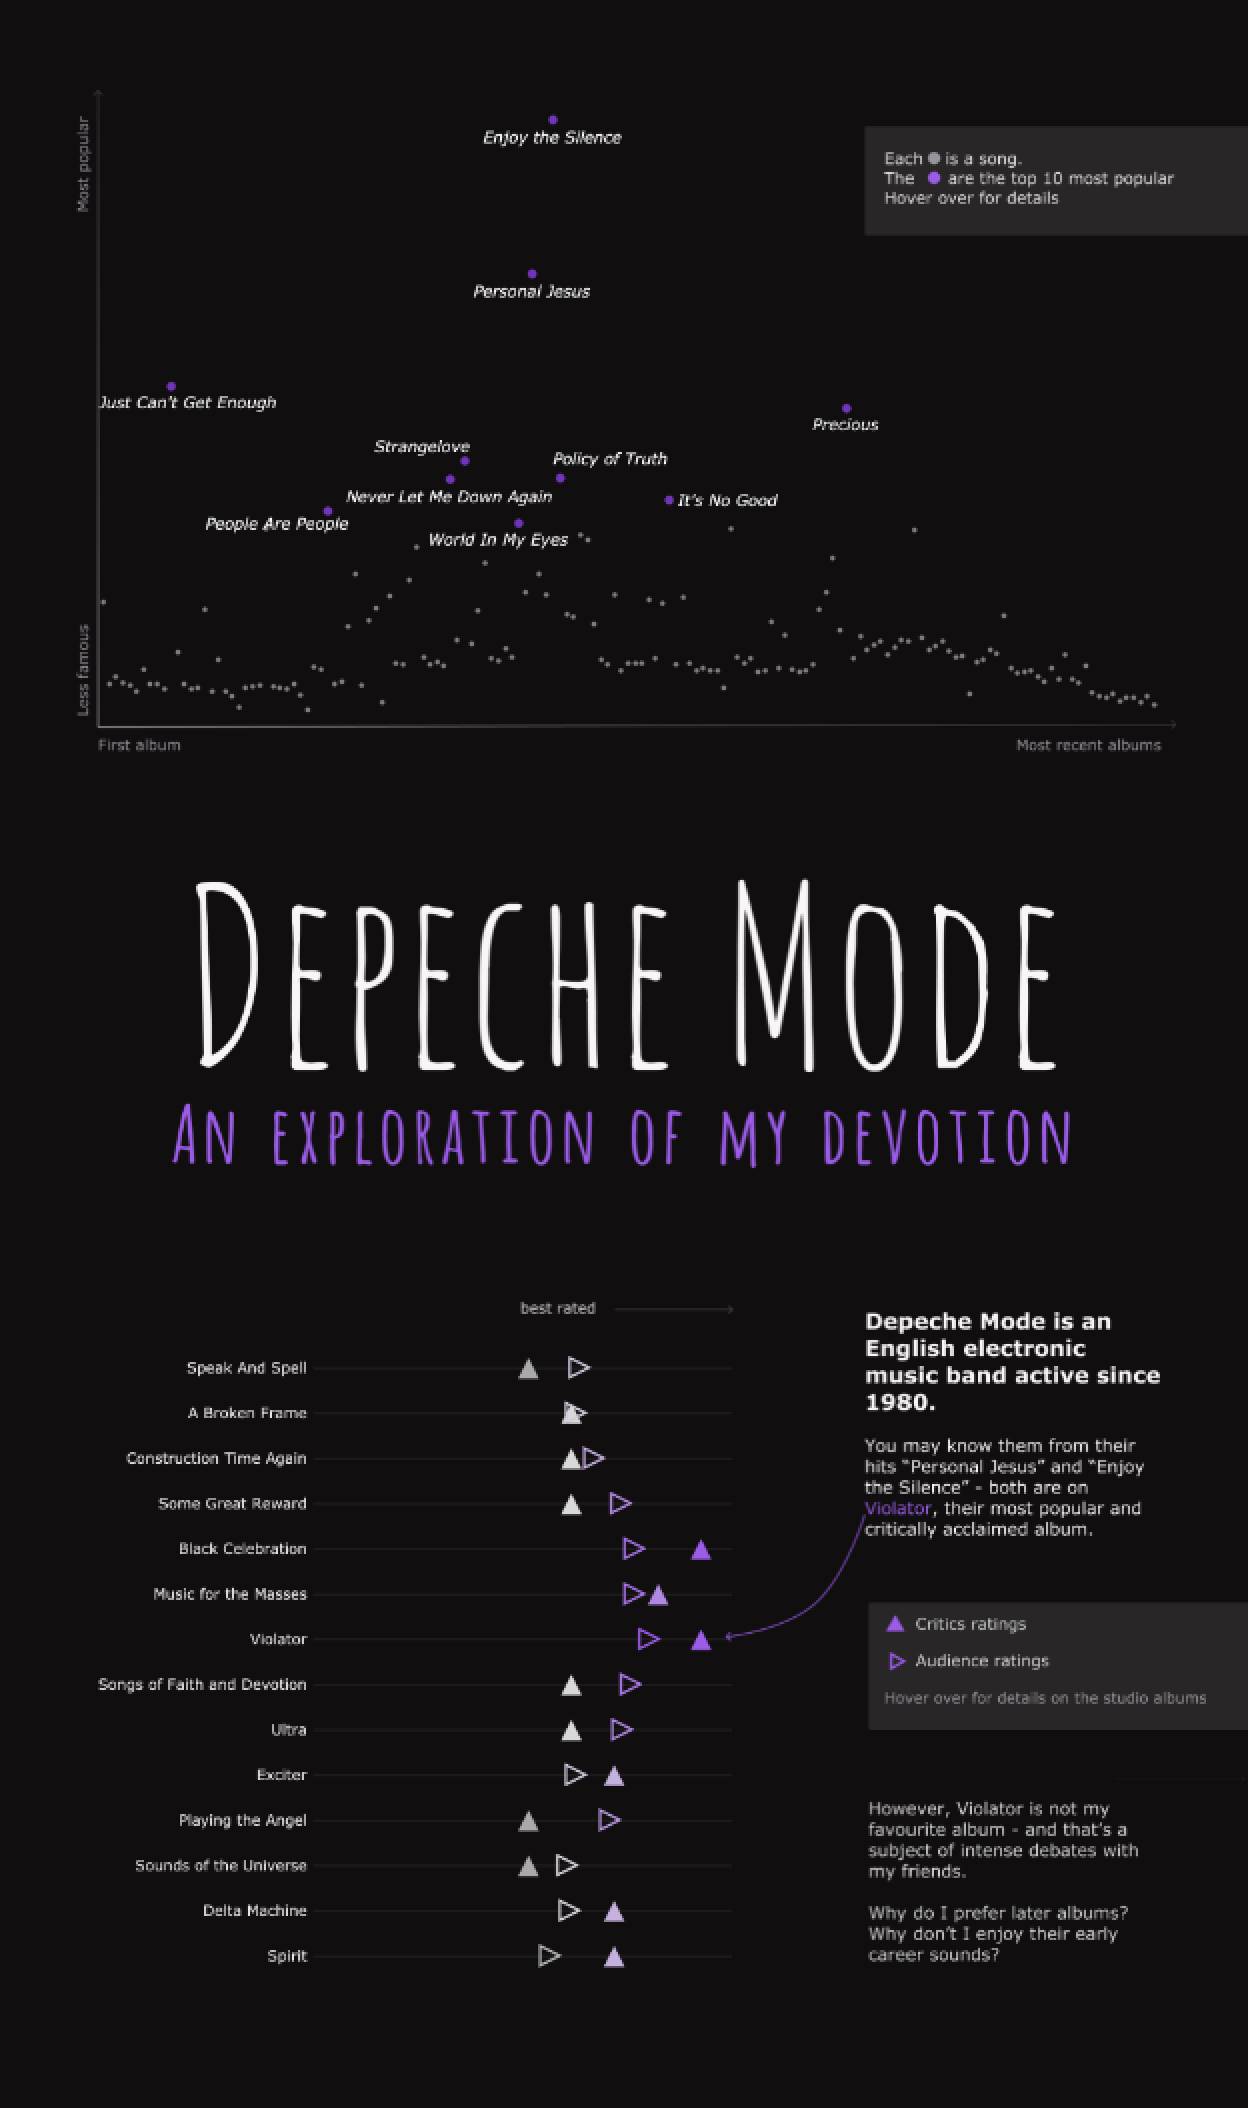 Most popular
Enjoy the Silence
Each is a song.
The are the top 10 most popular
Hover over for details
Personal Jesus
Just Can't Get Enough
Precious
Strangelove
Policy of Truth
Never Let Me Down Again
It's No Good
People Are People
World In My Eyes
Less famous
First album
Most recent albums
DEPECHE MODE
AN EXPLORATION OF MY DEVOTION
best rated
Speak And Spell
A Broken Frame
Construction Time Again
Some Great Reward
Black Celebration
Music for the Masses
Violator
Songs of Faith and Devotion
Ultra
Exciter
Playing the Angel
Sounds of the Universe
Delta Machine
Spirit
Depeche Mode is an
English electronic
music band active since
1980.
You may know them from their
hits “Personal Jesus” and “Enjoy
the Silence” - both are on
Violator, their most popular and
critically acclaimed album.
Critics ratings
Audience ratings
Hover over for details on the studio albums
However, Violator is not my
favourite album - and that’s a
subject of intense debates with
my friends.
Why do I prefer later albums?
Why don’t I enjoy their early
career sounds?